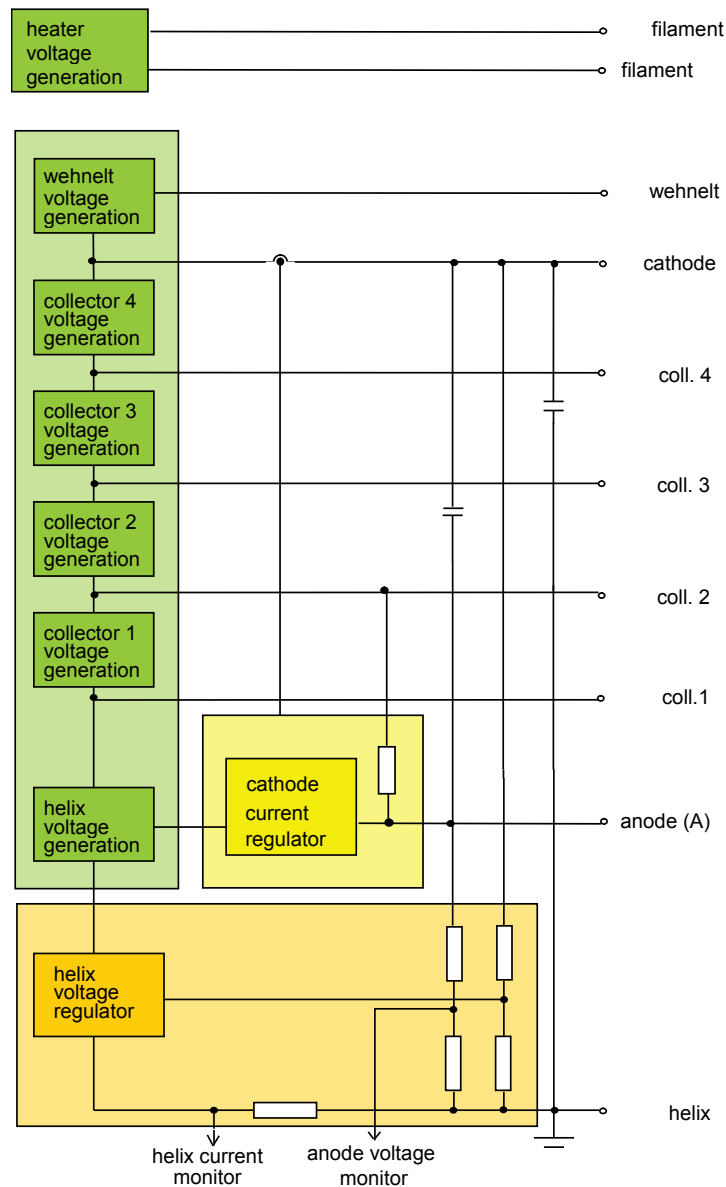 heater
voltage
generation
filament
filament
wehnelt
voltage
generation
wehnelt
cathode
collector 4
voltage
generation
coll. 4
collector 3
voltage
generation
coll. 3
collector 2
voltage
generation
coll. 2
collector 1
voltage
generation
coll.1
helix
voltage
generation
cathode
current
regulator
anode (A)
helix
voltage
regulator
helix
helix current
monitor
anode voltage
monitor